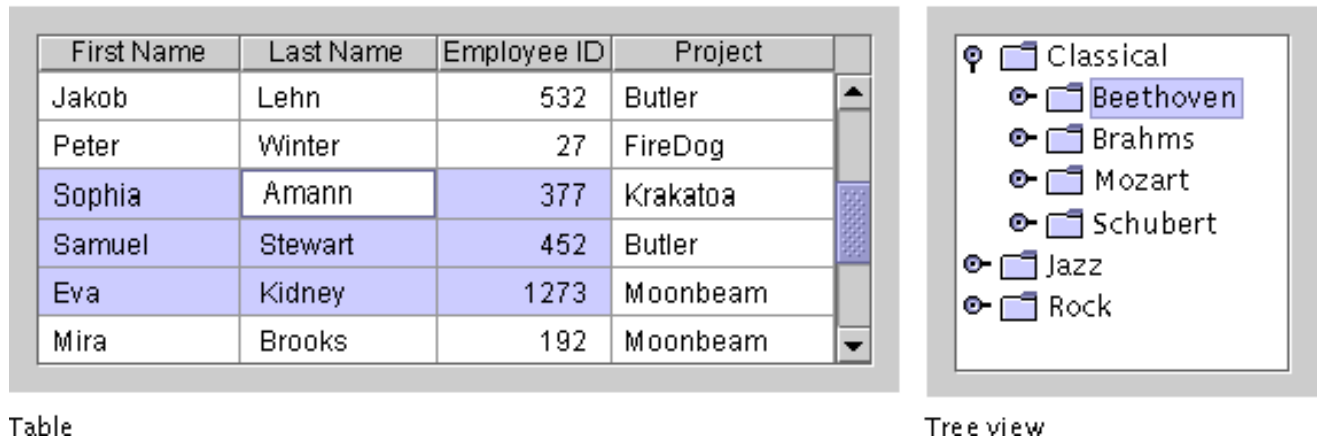 First Name Last Name Employee ID Project
Jakob Lehn 532 Butler
Peter Winter 27 FireDog
Sophia Amann 377 Krakatoa
Samuel Stewart 452 Butler
Eva Kidney 1273 Moonbeam
Mira Brooks 192 Moonbeam
Table
Classical
Beethoven
Brahms
Mozart
Schubert
Jazz
Rock
Tree view